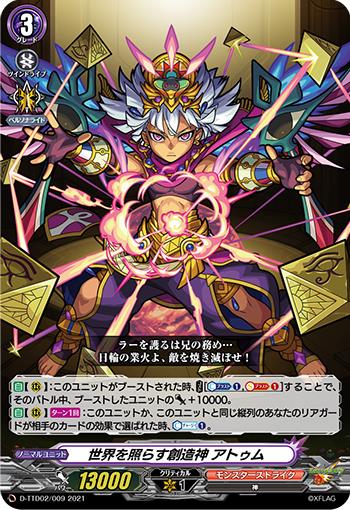 3
グレード
ツインドライブ
ペルソナライド
ラーを護るは兄の務め…
日輪の業火よ、敵を焼き滅ぼせ!
自【V】:このユニットがブーストされた時、[カウンターブラスト1,ソウルブラスト1]することで、
そのバトル中、ブーストしたユニットのパワー+10000。
自【V】ターン1回:このユニットか、このユニットと同じ縦列のあなたのリアガー
ドが相手のカードの効果で選ばれた時、チャージ1。
ノーマルユニット
世界を照らす創造神 アトゥム
パワー 13000
クリティカル
1
モンスターストライク
神
D-TTD02/009 2021
©XFLAG